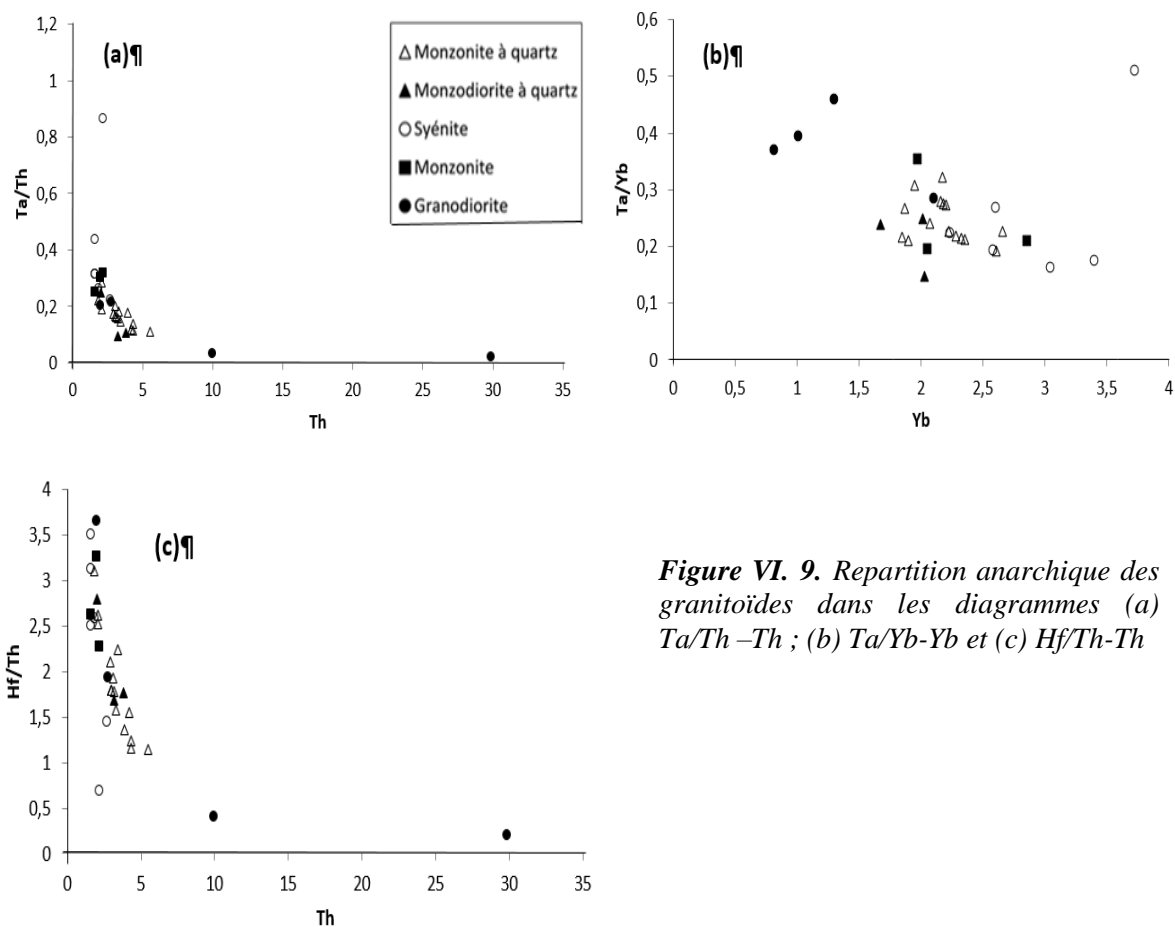 (a)¶
Ta/Th
1,2
1
0,8
0,6
0,4
0,2
0
0 5 10 15 20 25 30 35
Th
Monzonite à quartz
Monzodiorite à quartz
Syénite
Monzonite
Granodiorite
(b)¶
Ta/Yb
0,6
0,5
0,4
0,3
0,2
0,1
0
0 0,5 1 1,5 2 2,5 3 3,5 4
Yb
(c)¶
Hf/Th
4
3,5
3
2,5
2
1,5
1
0,5
0
0 5 10 15 20 25 30 35
Th
Figure VI. 9. Repartition anarchique des
granitoïdes dans les diagrammes (a)
Ta/Th –Th ; (b) Ta/Yb-Yb et (c) Hf/Th-Th